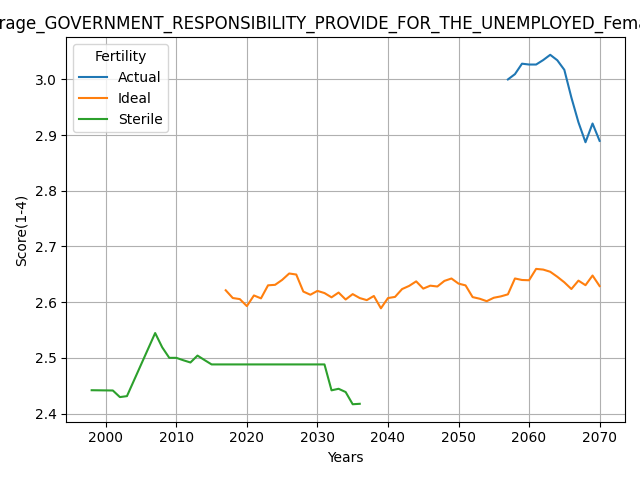 rage_GOVERNMENT_RESPONSIBILITY_PROVIDE_FOR_THE_UNEMPLOYED_Fema
Fertility
Actual
Ideal
Sterile
Score(1-4)
3.0
2.9
2.8
2.7
2.6
2.5
2.4
2000 2010 2020 2030 2040 2050 2060 2070
Years